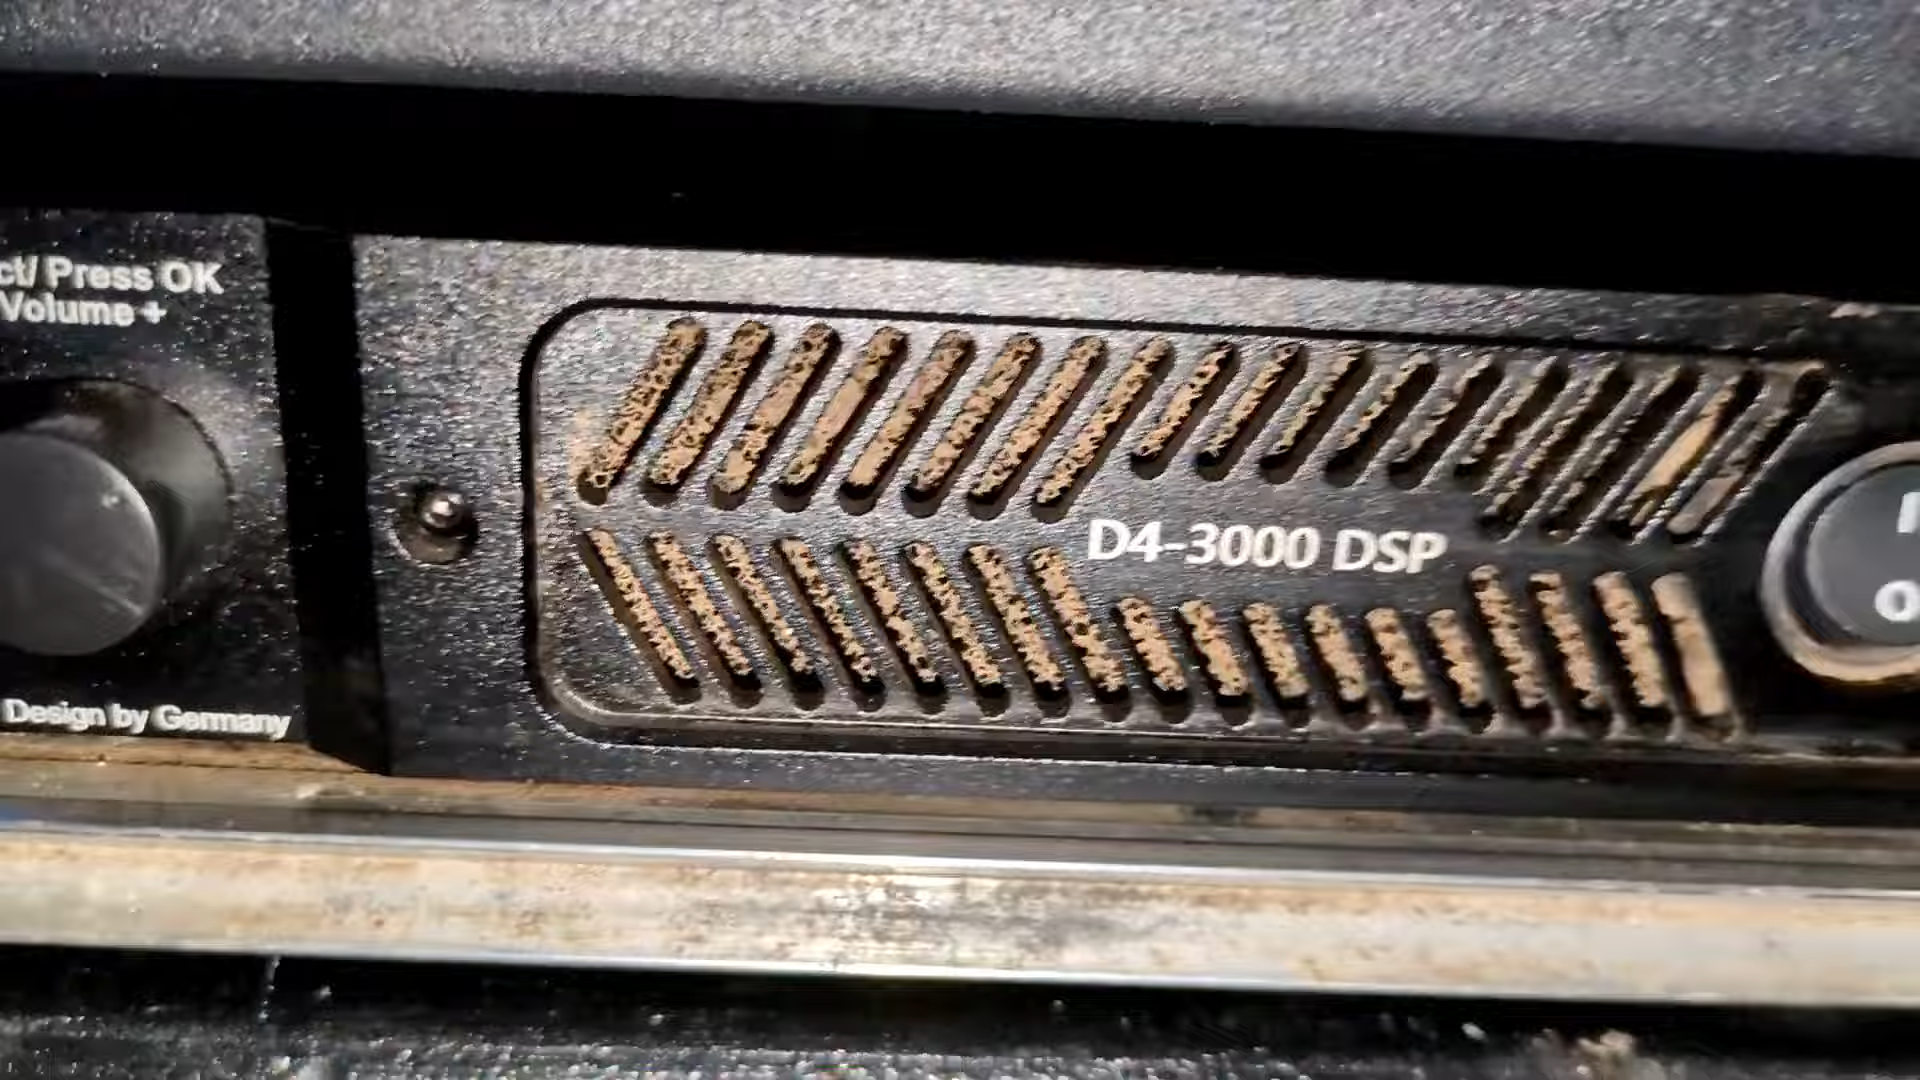 ct/ Press OK
Volume +
D4-3000 DSP
I
O
Design by Germany